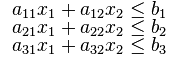 a₁₁x₁ + a₁₂x₂ ≤ b₁
a₂₁x₁ + a₂₂x₂ ≤ b₂
a₃₁x₁ + a₃₂x₂ ≤ b₃